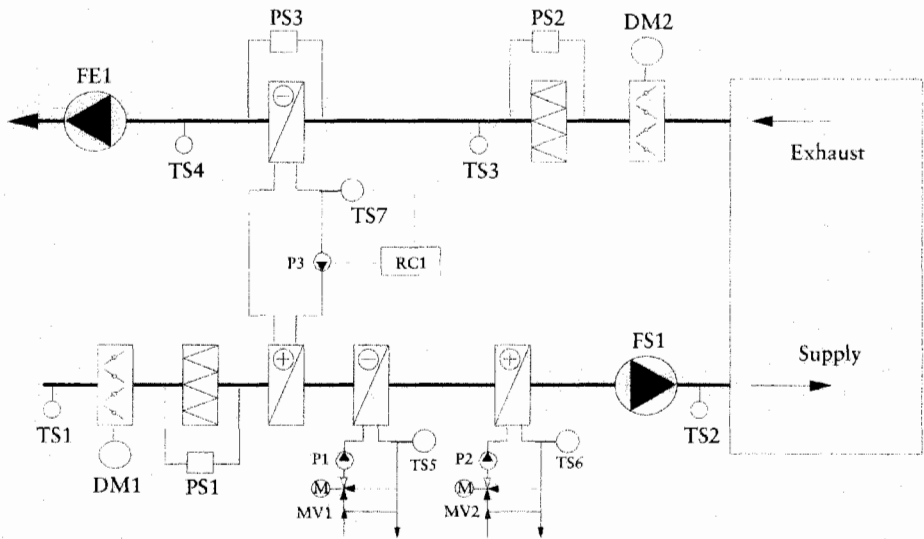 PS3
PS2
DM2
FE1
TS4
TS3
Exhaust
TS7
P3
RC1
FS1
Supply
TS1
TS2
DM1
PS1
P1
TS5
P2
TS6
M
M
MV1
MV2